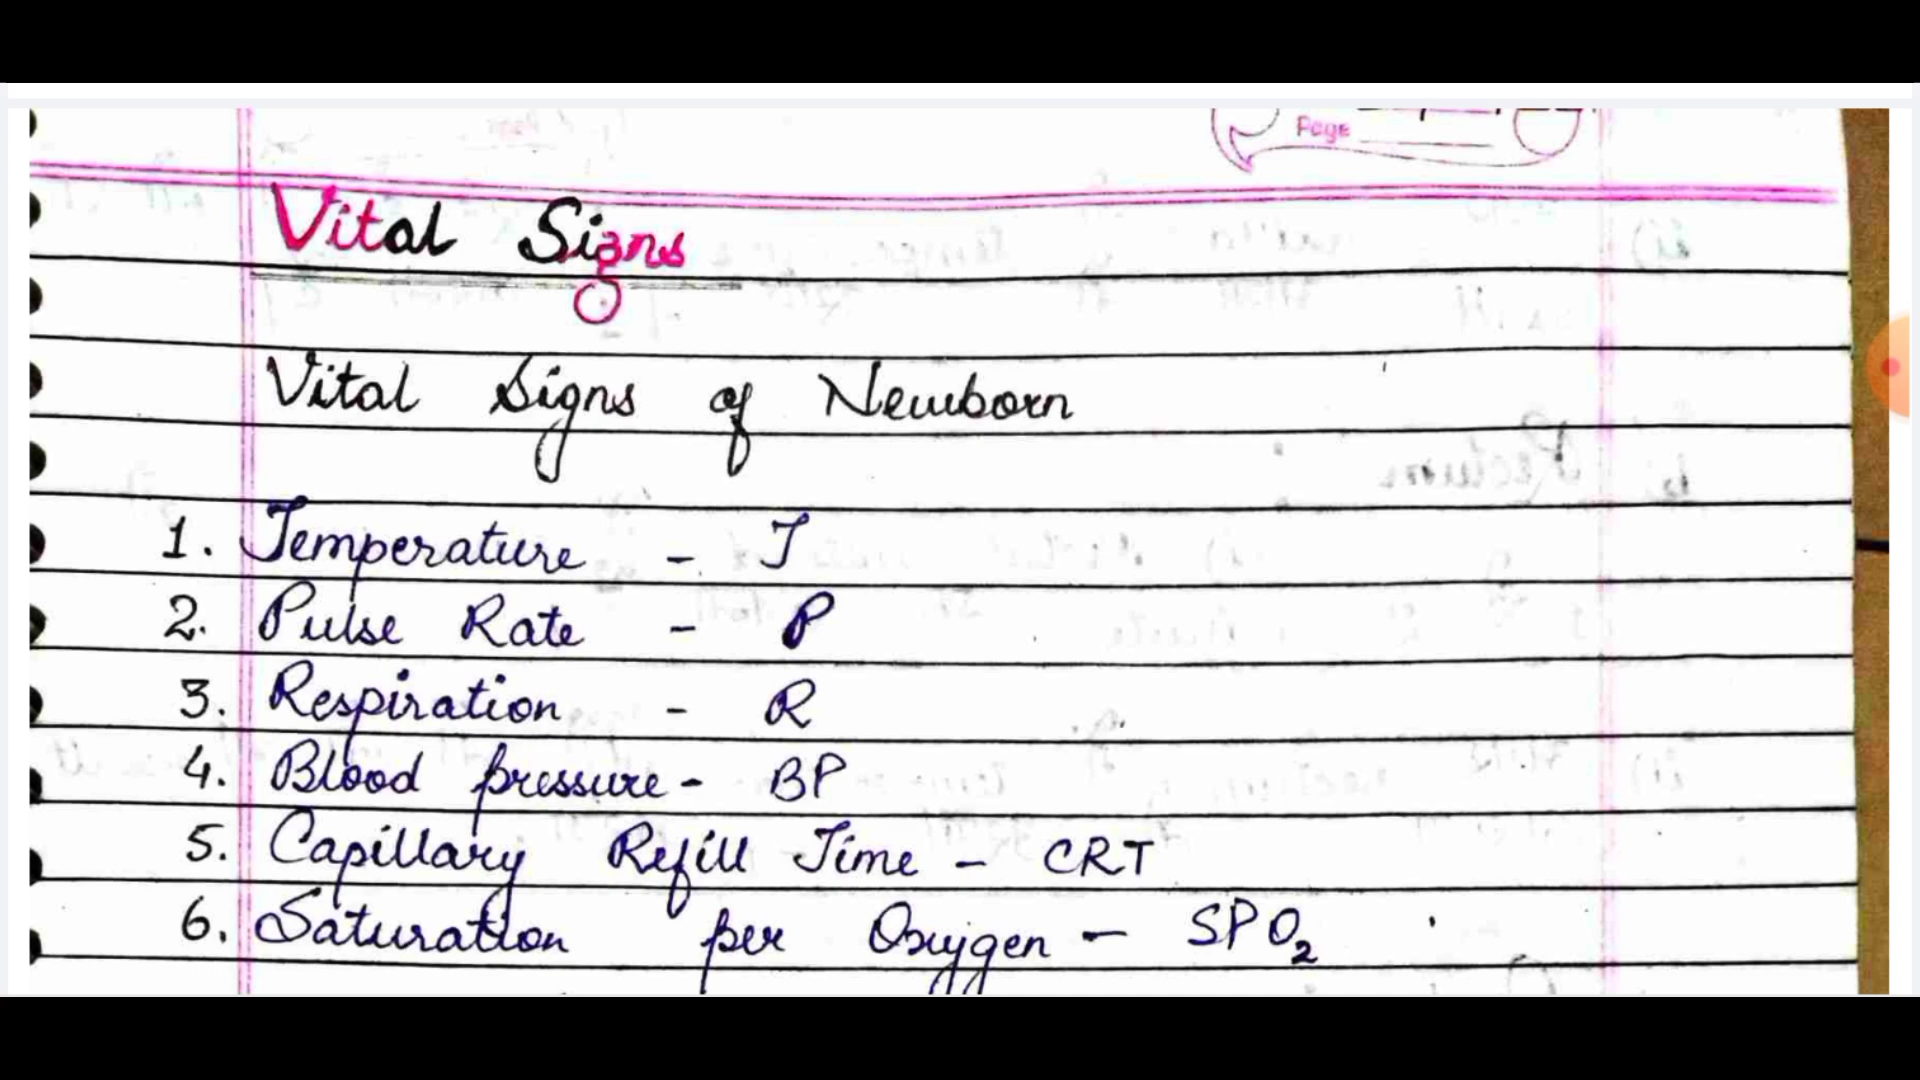 Page
Vital Signs
Vital Signs of Newborn
1. Temperature - T
2. Pulse Rate - P
3. Respiration - R
4. Blood pressure - BP
5. Capillary Refill Time - CRT
6. Saturation per Oxygen - SPO₂